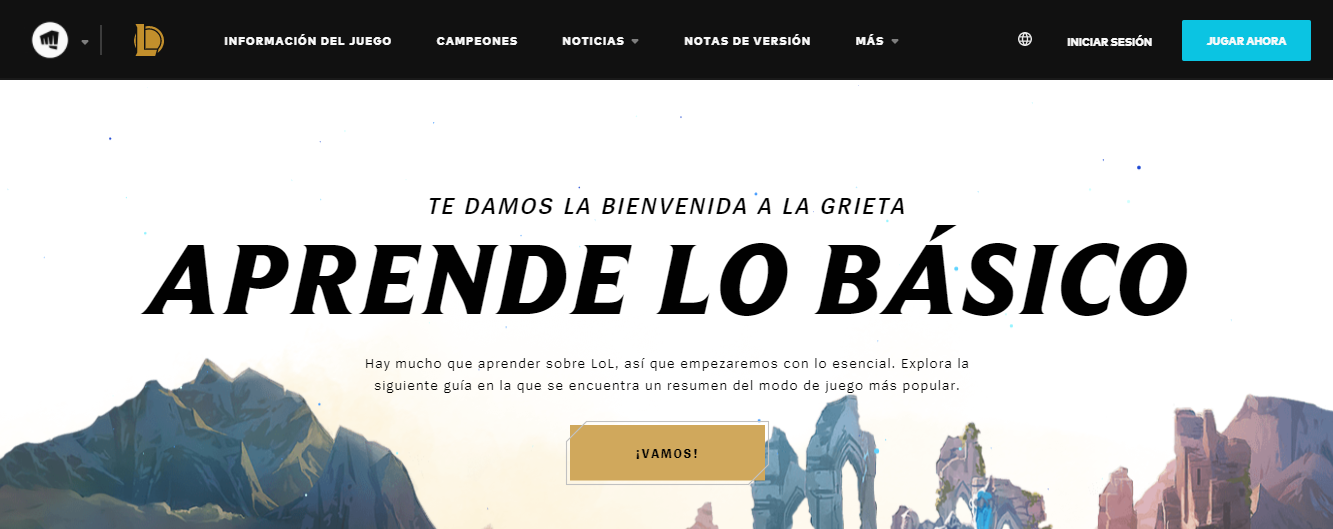 INFORMACIÓN DEL JUEGO CAMPEONES NOTICIAS NOTAS DE VERSIÓN MÁS INICIAR SESIÓN JUGAR AHORA
TE DAMOS LA BIENVENIDA A LA GRIETA
APRENDE LO BÁSICO
Hay mucho que aprender sobre LoL, así que empezaremos con lo esencial. Explora la
siguiente guía en la que se encuentra un resumen del modo de juego más popular.
¡VAMOS!